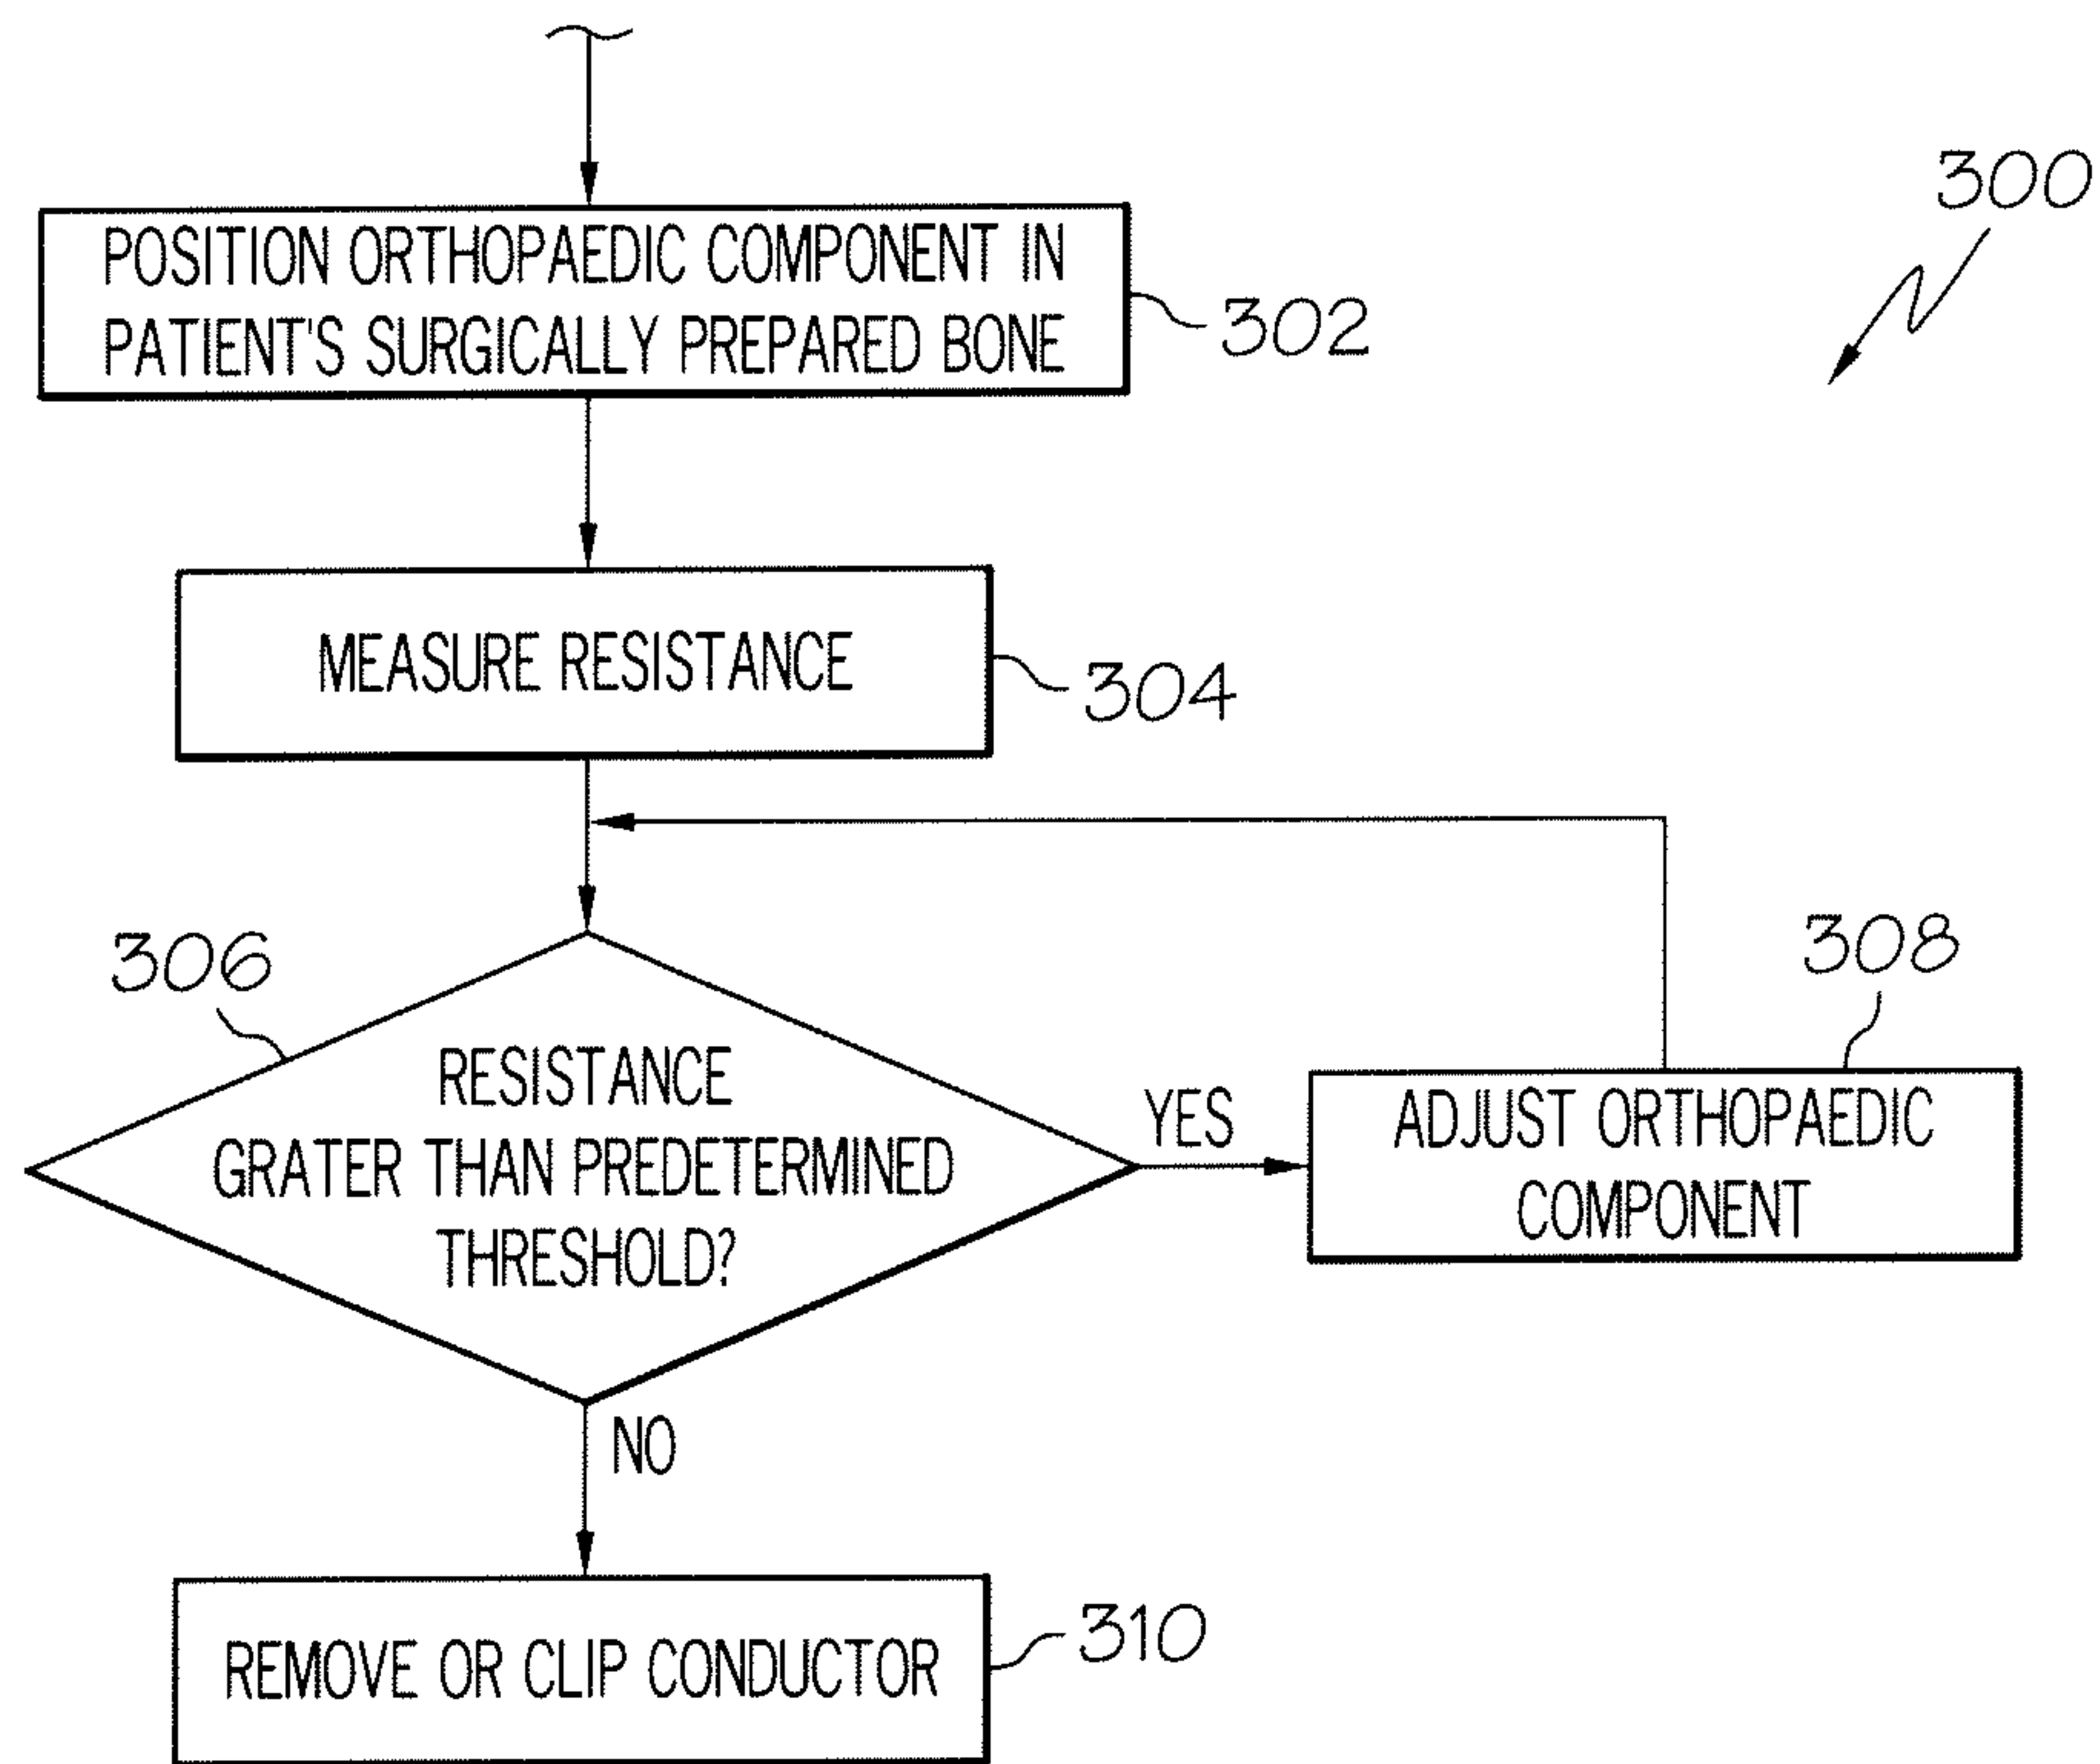 300
POSITION ORTHOPAEDIC COMPONENT IN
PATIENT'S SURGICALLY PREPARED BONE
302
MEASURE RESISTANCE
304
306
RESISTANCE
GRATER THAN PREDETERMINED
THRESHOLD?
YES
308
ADJUST ORTHOPAEDIC
COMPONENT
NO
REMOVE OR CLIP CONDUCTOR
310